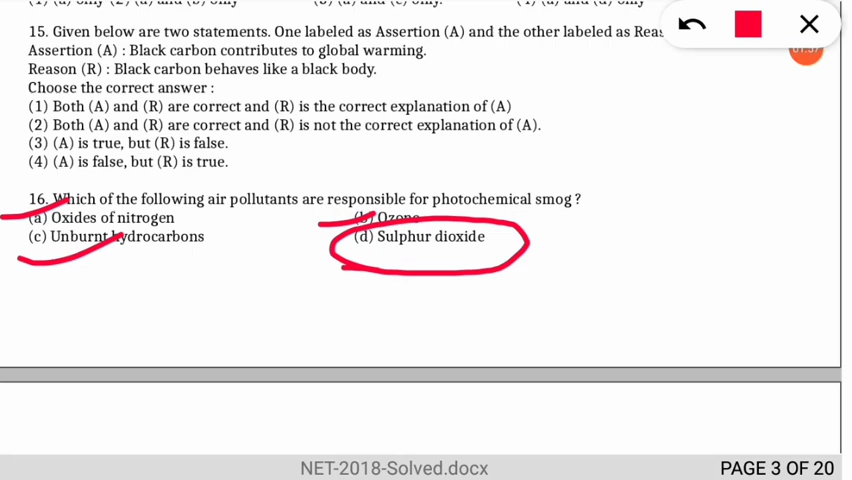 15. Given below are two statements. One labeled as Assertion (A) and the other labeled as Reas
Assertion (A) : Black carbon contributes to global warming.
Reason (R) : Black carbon behaves like a black body.
Choose the correct answer :
(1) Both (A) and (R) are correct and (R) is the correct explanation of (A)
(2) Both (A) and (R) are correct and (R) is not the correct explanation of (A).
(3) (A) is true, but (R) is false.
(4) (A) is false, but (R) is true.
16. Which of the following air pollutants are responsible for photochemical smog ?
(a) Oxides of nitrogen (b) Ozone
(c) Unburnt hydrocarbons (d) Sulphur dioxide
NET-2018-Solved.docx PAGE 3 OF 20